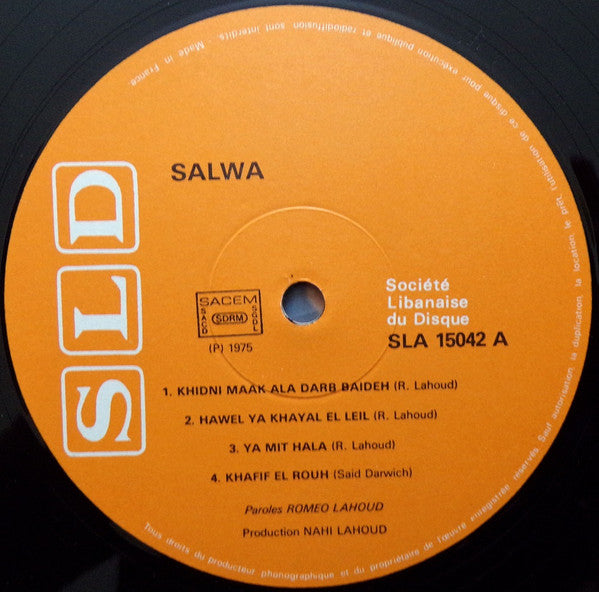 SALWA
SLD
SACEM
SACD
SDRM
SGDL
(P) 1975
Société
Libanaise
du Disque
SLA 15042 A
1. KHIDNI MAAK ALA DARB BAIDEH (R. Lahoud)
2. HAWEL YA KHAYAL EL LEIL (R. Lahoud)
3. YA MIT HALA (R. Lahoud)
4. KHAFIF EL ROUH (Said Darwich)
Paroles ROMEO LAHOUD
Production NAHI LAHOUD
Tous droits du producteur phonographique et du propriétaire de l'œuvre enregistrée réservés. Sauf autorisation, la duplication, la location, le prêt, l'utilisation de ce disque pour exécution publique et radiodiffusion sont interdits. Made in France.